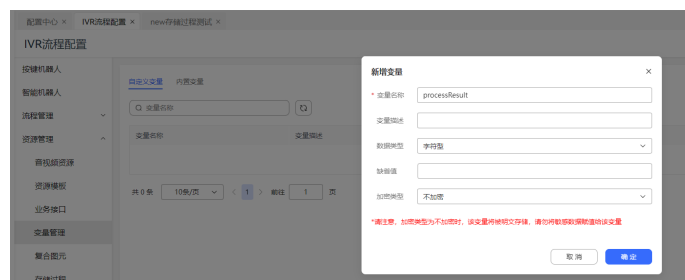 配置中心 × IVR流程配置 × new存储过程测试 ×
IVR流程配置
按键机器人
智能机器人
流程管理
资源管理
音视频资源
资源模板
业务接口
变量管理
复合图元
存储过程
自定义变量 内置变量
变量名称
变量名称 变量描述
共 0 条 10条/页 < 1 > 前往 1 页
新增变量 ×
* 变量名称 processResult
变量描述
数据类型 字符型
缺省值
加密类型 不加密
*请注意，加密类型为不加密时，该变量将被明文存储，请勿将敏感数据赋值给该变量
取 消 确 定